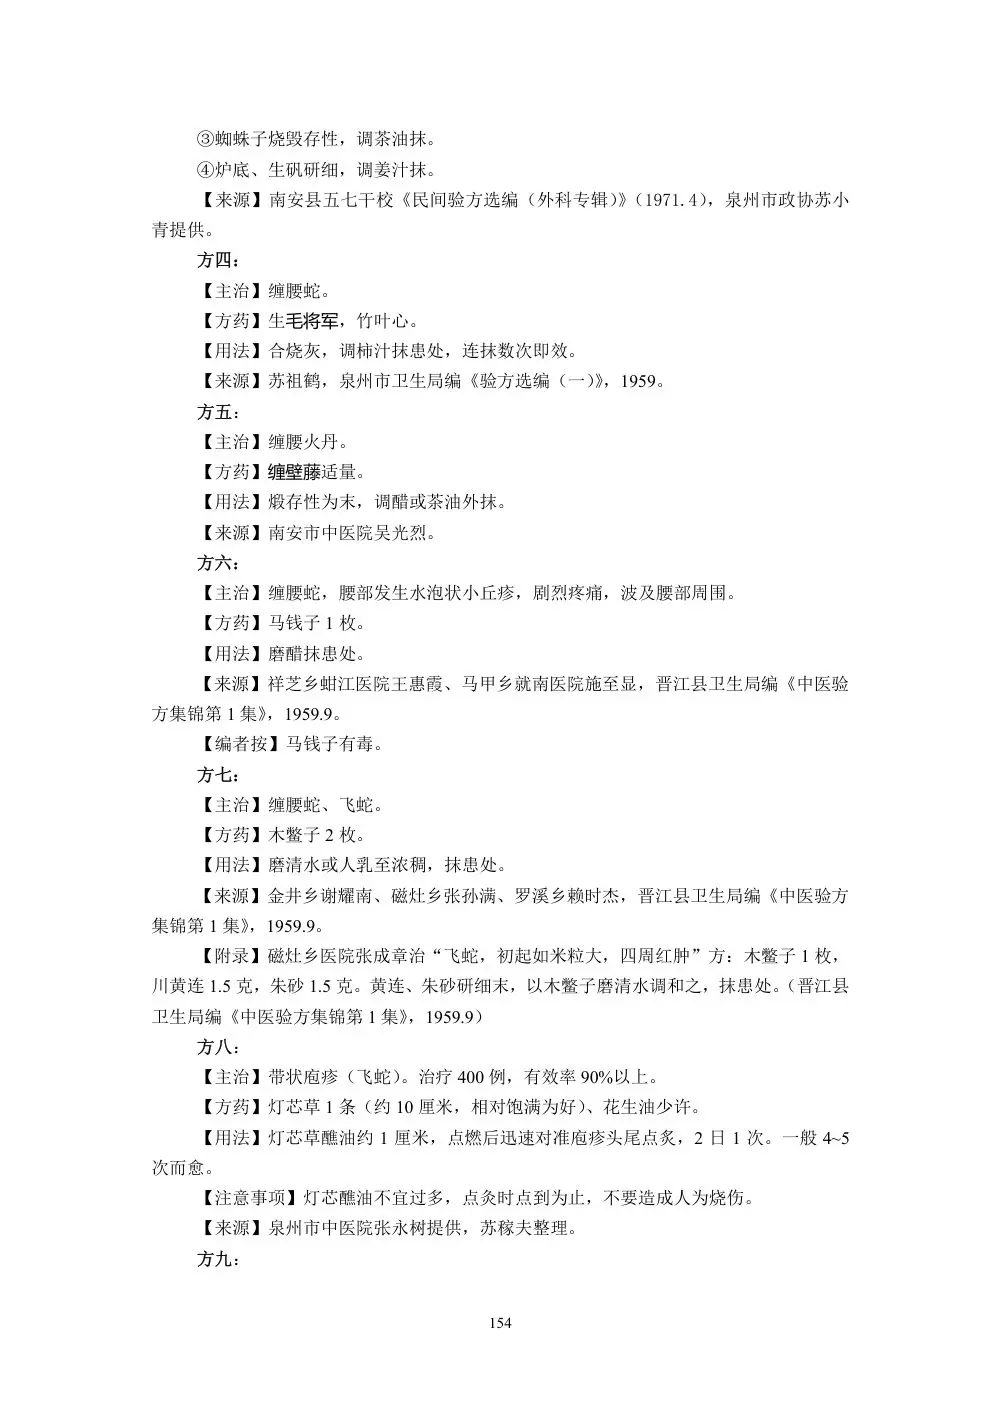 ③蜘蛛子烧毁存性，调茶油抹。
④炉底、生矾研细，调姜汁抹。
【来源】南安县五七干校《民间验方选编（外科专辑）》（1971.4），泉州市政协苏小
青提供。
方四：
【主治】缠腰蛇。
【方药】生毛将军，竹叶心。
【用法】合烧灰，调柿汁抹患处，连抹数次即效。
【来源】苏祖鹤，泉州市卫生局编《验方选编（一）》，1959。
方五：
【主治】缠腰火丹。
【方药】缠壁藤适量。
【用法】煅存性为末，调醋或茶油外抹。
【来源】南安市中医院吴光烈。
方六：
【主治】缠腰蛇，腰部发生水泡状小丘疹，剧烈疼痛，波及腰部周围。
【方药】马钱子 1 枚。
【用法】磨醋抹患处。
【来源】祥芝乡蚶江医院王惠霞、马甲乡就南医院施至显，晋江县卫生局编《中医验
方集锦第 1 集》，1959.9。
【编者按】马钱子有毒。
方七：
【主治】缠腰蛇、飞蛇。
【方药】木鳖子 2 枚。
【用法】磨清水或人乳至浓稠，抹患处。
【来源】金井乡谢耀南、磁灶乡张孙满、罗溪乡赖时杰，晋江县卫生局编《中医验方
集锦第 1 集》，1959.9。
【附录】磁灶乡医院张成章治“飞蛇，初起如米粒大，四周红肿”方：木鳖子 1 枚，
川黄连 1.5 克，朱砂 1.5 克。黄连、朱砂研细末，以木鳖子磨清水调和之，抹患处。（晋江县
卫生局编《中医验方集锦第 1 集》，1959.9）
方八：
【主治】带状庖疹（飞蛇）。治疗 400 例，有效率 90%以上。
【方药】灯芯草 1 条（约 10 厘米，相对饱满为好）、花生油少许。
【用法】灯芯草醮油约 1 厘米，点燃后迅速对准庖疹头尾点炙，2 日 1 次。一般 4~5
次而愈。
【注意事项】灯芯醮油不宜过多，点灸时点到为止，不要造成人为烧伤。
【来源】泉州市中医院张永树提供，苏稼夫整理。
方九：
154